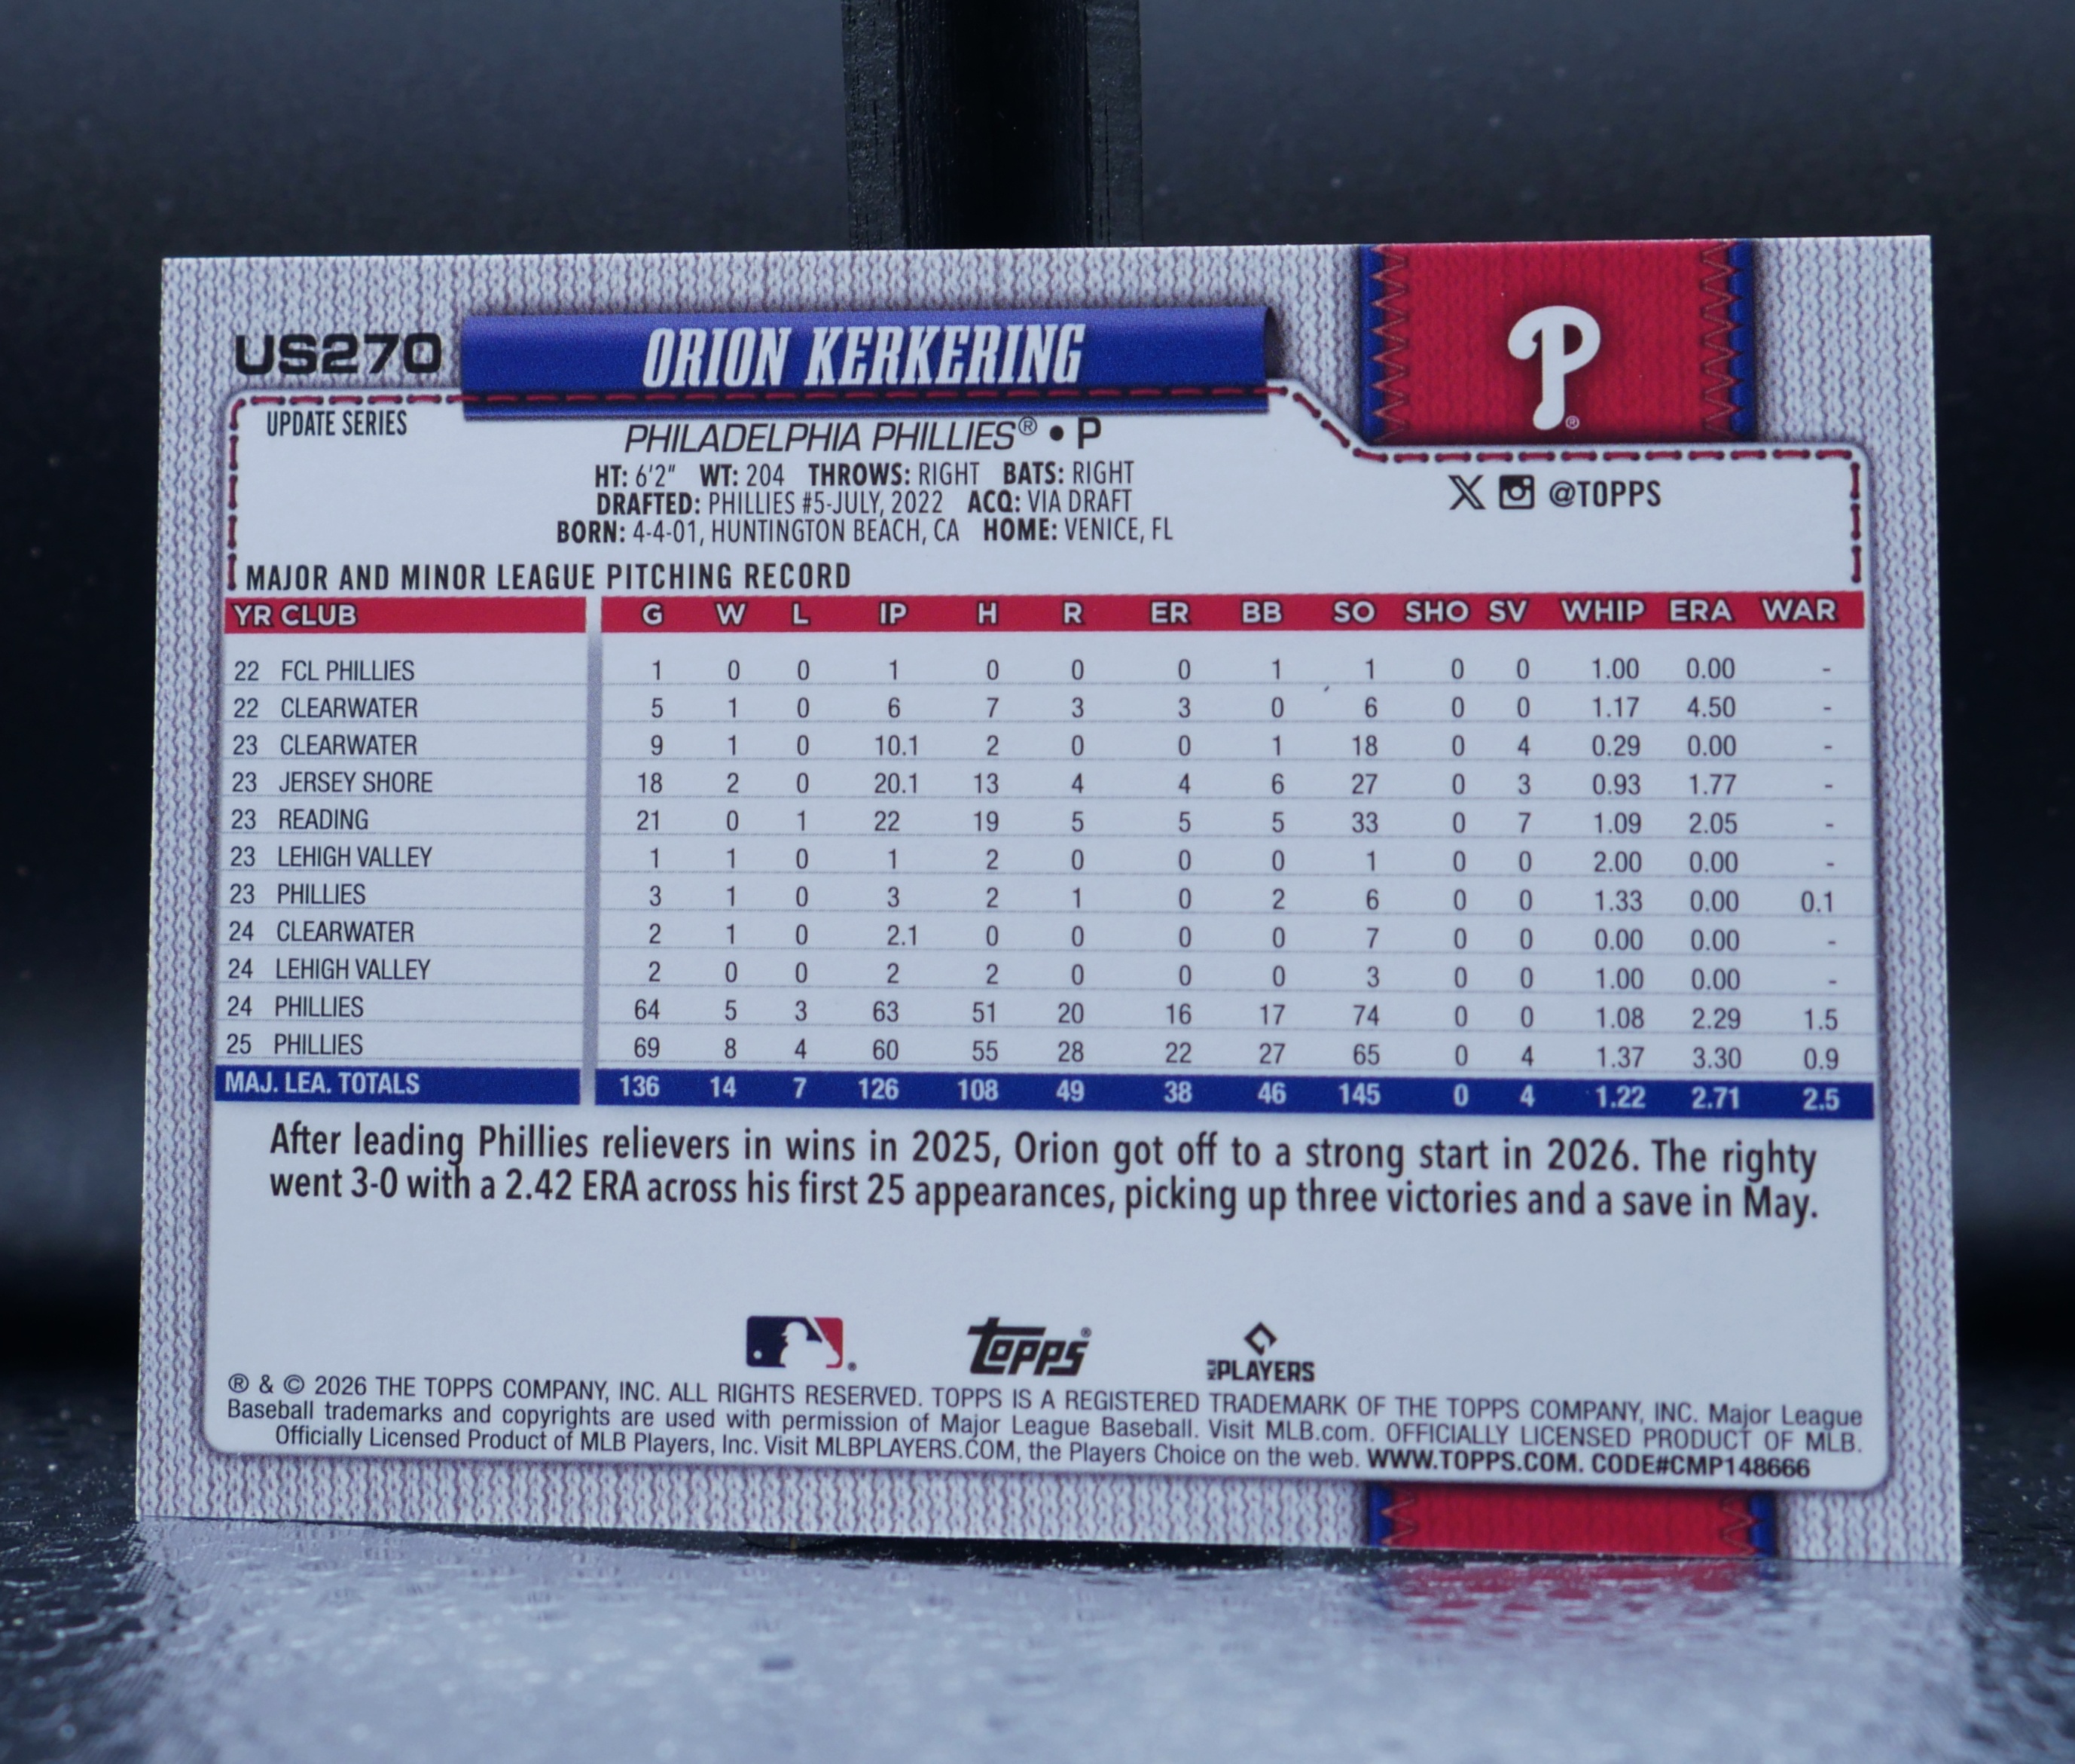 US270
ORION KERKERING
P
®
UPDATE SERIES
PHILADELPHIA PHILLIES® • P
HT: 6'2" WT: 204 THROWS: RIGHT BATS: RIGHT
DRAFTED: PHILLIES #5-JULY, 2022 ACQ: VIA DRAFT
BORN: 4-4-01, HUNTINGTON BEACH, CA HOME: VENICE, FL
X @TOPPS
MAJOR AND MINOR LEAGUE PITCHING RECORD
YR CLUB G W L IP H R ER BB SO SHO SV WHIP ERA WAR
22 FCL PHILLIES 1 0 0 1 0 0 0 1 1 0 0 1.00 0.00 -
22 CLEARWATER 5 1 0 6 7 3 3 0 6 0 0 1.17 4.50 -
23 CLEARWATER 9 1 0 10.1 2 0 0 1 18 0 4 0.29 0.00 -
23 JERSEY SHORE 18 2 0 20.1 13 4 4 6 27 0 3 0.93 1.77 -
23 READING 21 0 1 22 19 5 5 5 33 0 7 1.09 2.05 -
23 LEHIGH VALLEY 1 1 0 1 2 0 0 0 1 0 0 2.00 0.00 -
23 PHILLIES 3 1 0 3 2 1 0 2 6 0 0 1.33 0.00 0.1
24 CLEARWATER 2 1 0 2.1 0 0 0 0 7 0 0 0.00 0.00 -
24 LEHIGH VALLEY 2 0 0 2 2 0 0 0 3 0 0 1.00 0.00 -
24 PHILLIES 64 5 3 63 51 20 16 17 74 0 0 1.08 2.29 1.5
25 PHILLIES 69 8 4 60 55 28 22 27 65 0 4 1.37 3.30 0.9
MAJ. LEA. TOTALS 136 14 7 126 108 49 38 46 145 0 4 1.22 2.71 2.5
After leading Phillies relievers in wins in 2025, Orion got off to a strong start in 2026. The righty
went 3-0 with a 2.42 ERA across his first 25 appearances, picking up three victories and a save in May.
topps® MLB PLAYERS
® & © 2026 THE TOPPS COMPANY, INC. ALL RIGHTS RESERVED. TOPPS IS A REGISTERED TRADEMARK OF THE TOPPS COMPANY, INC. Major League
Baseball trademarks and copyrights are used with permission of Major League Baseball. Visit MLB.com. OFFICIALLY LICENSED PRODUCT OF MLB.
Officially Licensed Product of MLB Players, Inc. Visit MLBPLAYERS.COM, the Players Choice on the web. WWW.TOPPS.COM. CODE#CMP148666